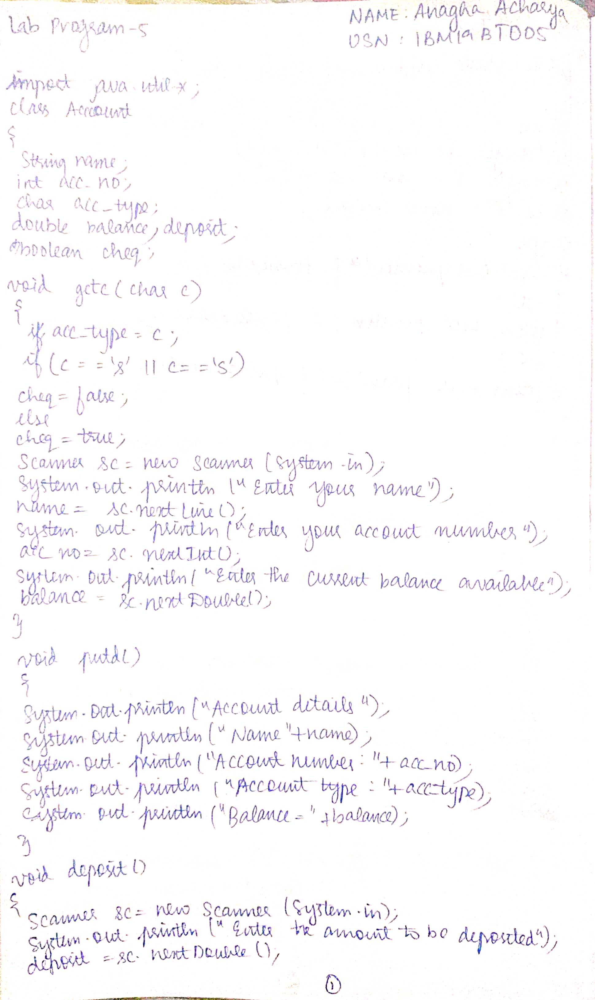 Lab Program-5
NAME: Anagha Acharya
USN: 1BM19BT005
import java.util.*;
class Account
{
String name;
int acc_no;
char acc_type;
double balance, deposit;
boolean cheq;
void getc(char c)
{
if acc_type = c;
if (c == 's' || c == 'S')
cheq = false;
else
cheq = true;
Scanner sc = new Scanner (System.in);
System.out.println ("Enter your name");
name = sc.nextLine();
System.out.println ("Enter your account number");
acc no = sc.nextInt();
System.out.println( "Enter the current balance available");
balance = sc.nextDouble();
}
void putd()
{
System.out.println ("Account details");
System.out.println ("Name"+name);
System.out.println ("Account number: "+ acc_no);
System.out.println ("Account type: "+ acc_type);
System.out.println ("Balance=" +balance);
}
void deposit()
{
Scanner sc = new Scanner (System.in);
System.out.println ("Enter the amount to be deposited");
deposit = sc.nextDouble ();
1